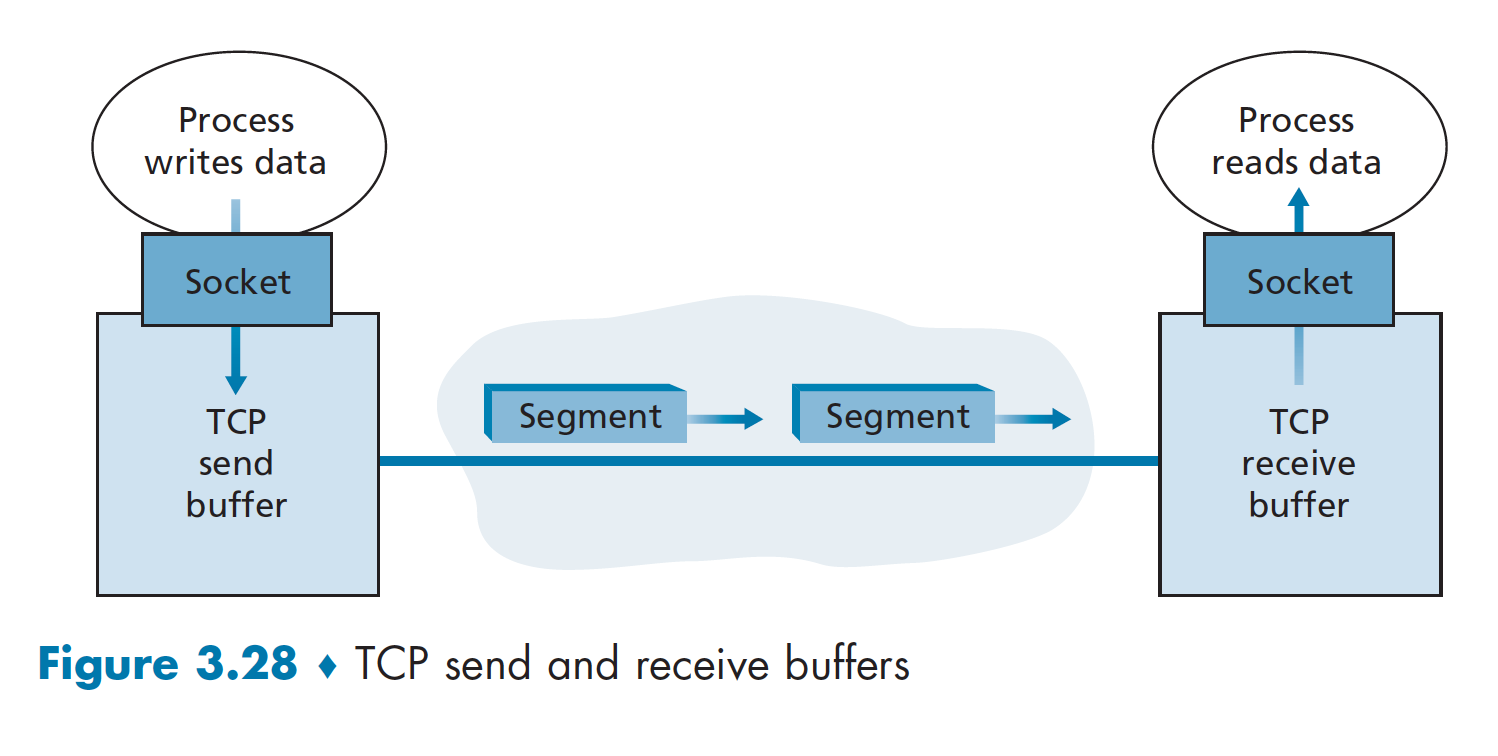 Process
writes data
Process
reads data
Socket
Socket
Segment
Segment
TCP
send
buffer
TCP
receive
buffer
Figure 3.28 ♦ TCP send and receive buffers